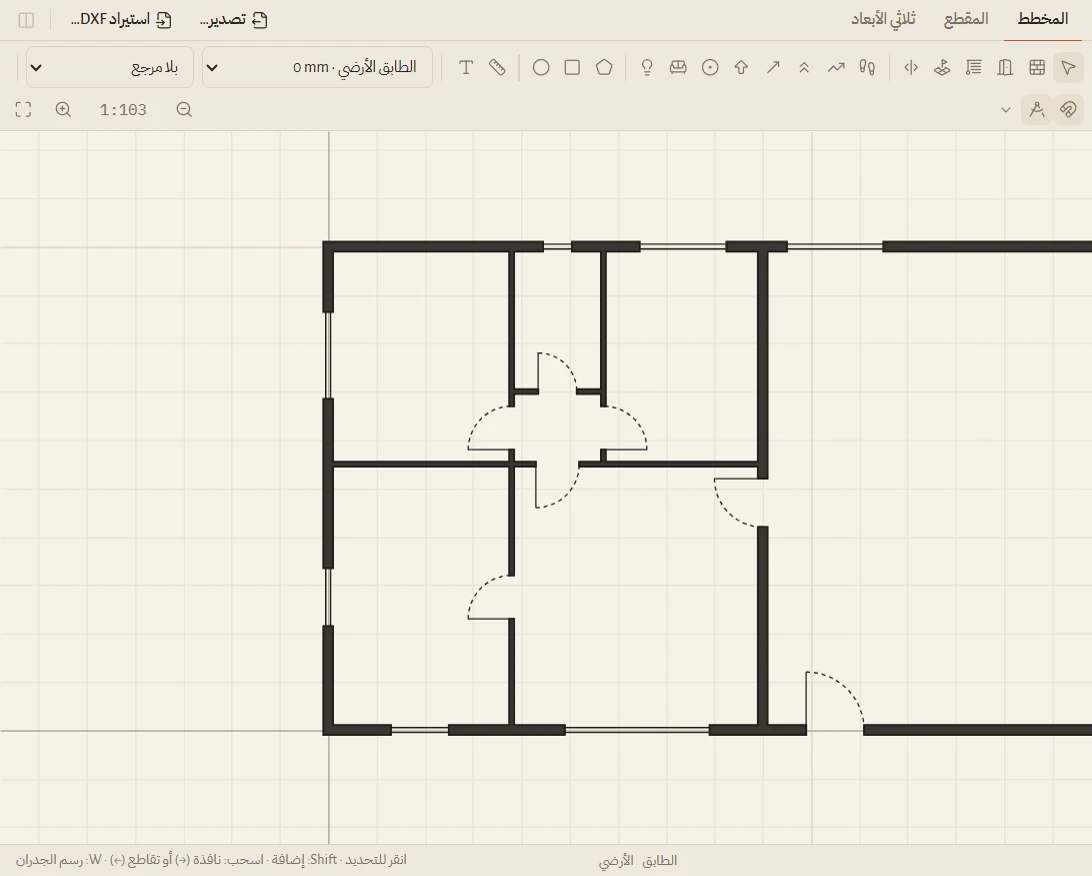 المخطط
المقطع
ثلاثي الأبعاد
تصدير...
استيراد DXF...
الطابق الأرضي · 0 mm
بلا مرجع
1:103
الطابق الأرضي
انقر للتحديد · Shift: إضافة · اسحب: نافذة (→) أو تقاطع (←) · W: رسم الجدران